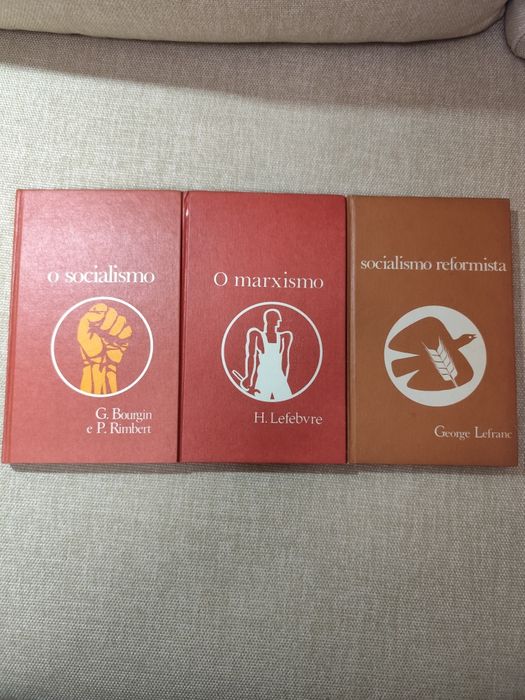 o socialismo
G. Bourgin
e P. Rimbert
O marxismo
H. Lefebvre
socialismo reformista
George Lefranc